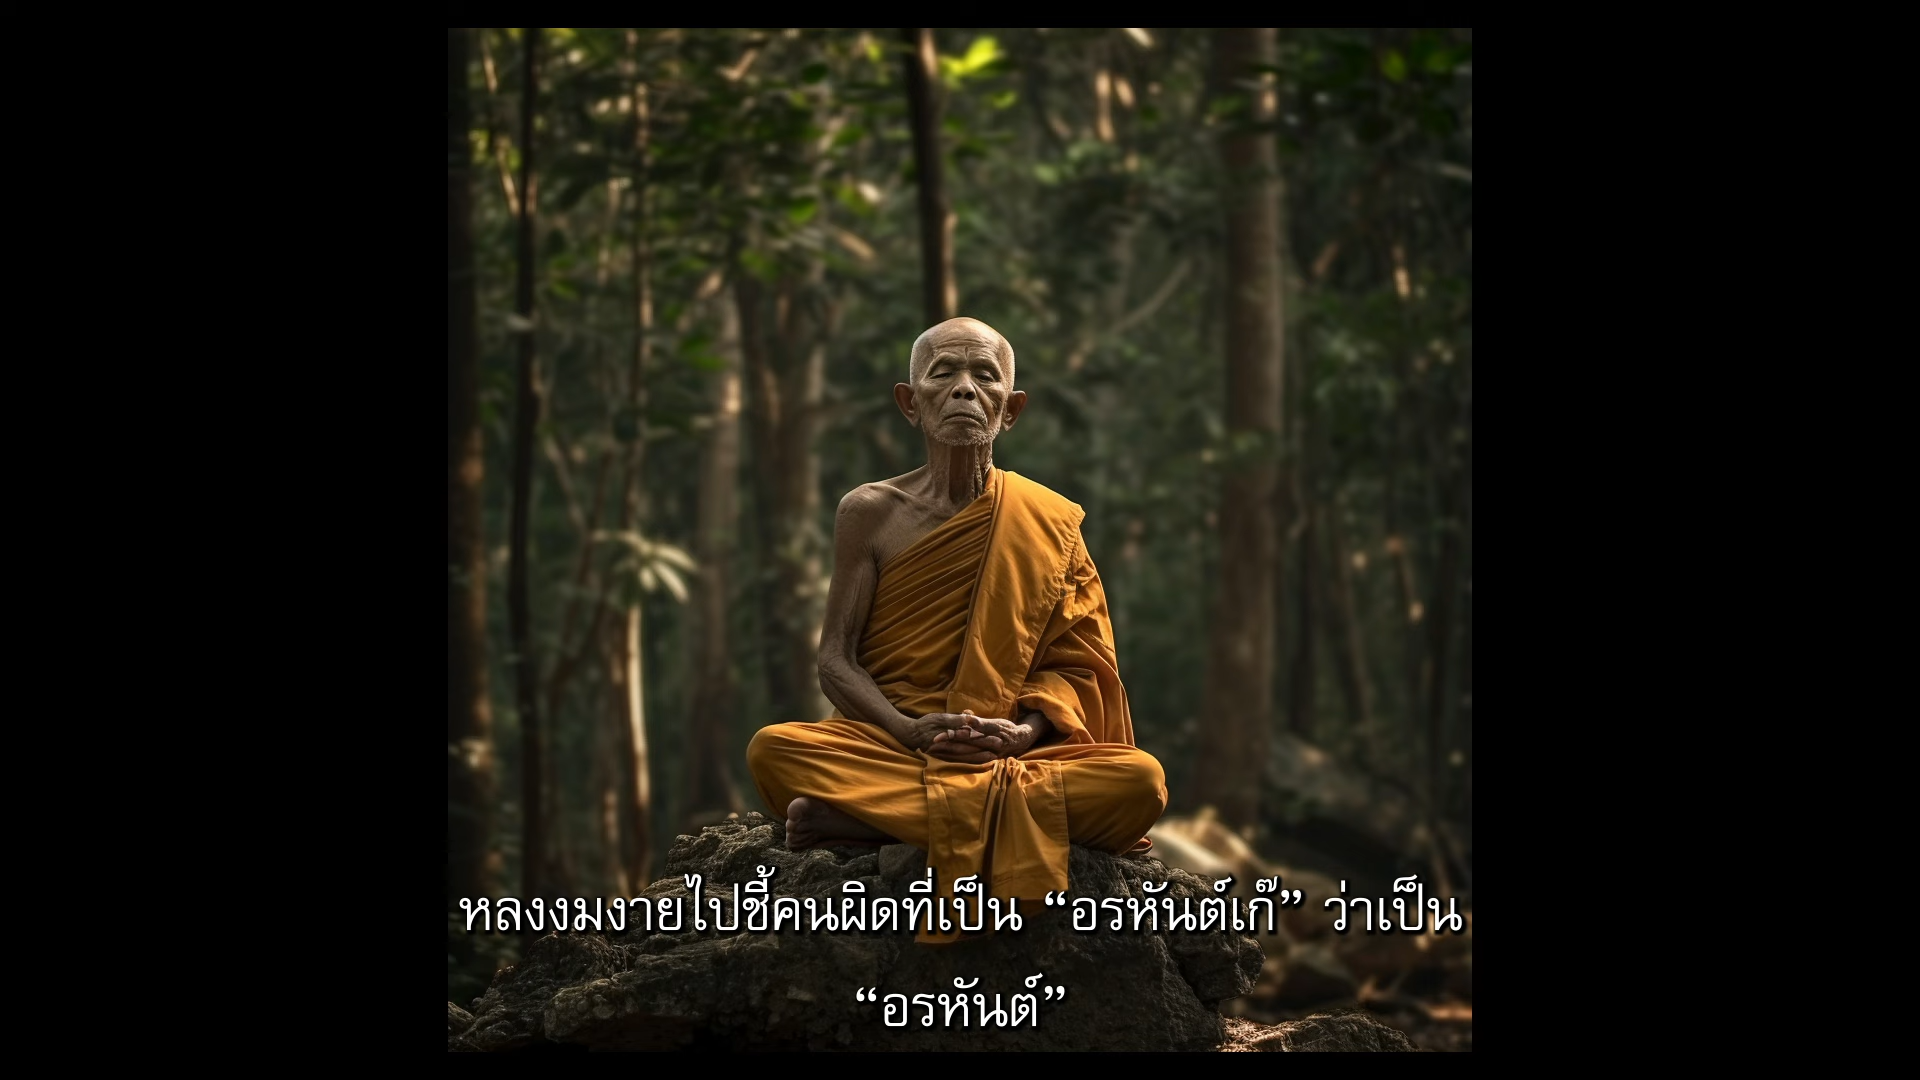 หลงงมงายไปชี้คนผิดที่เป็น “อรหันต์เก๊” ว่าเป็น
“อรหันต์”